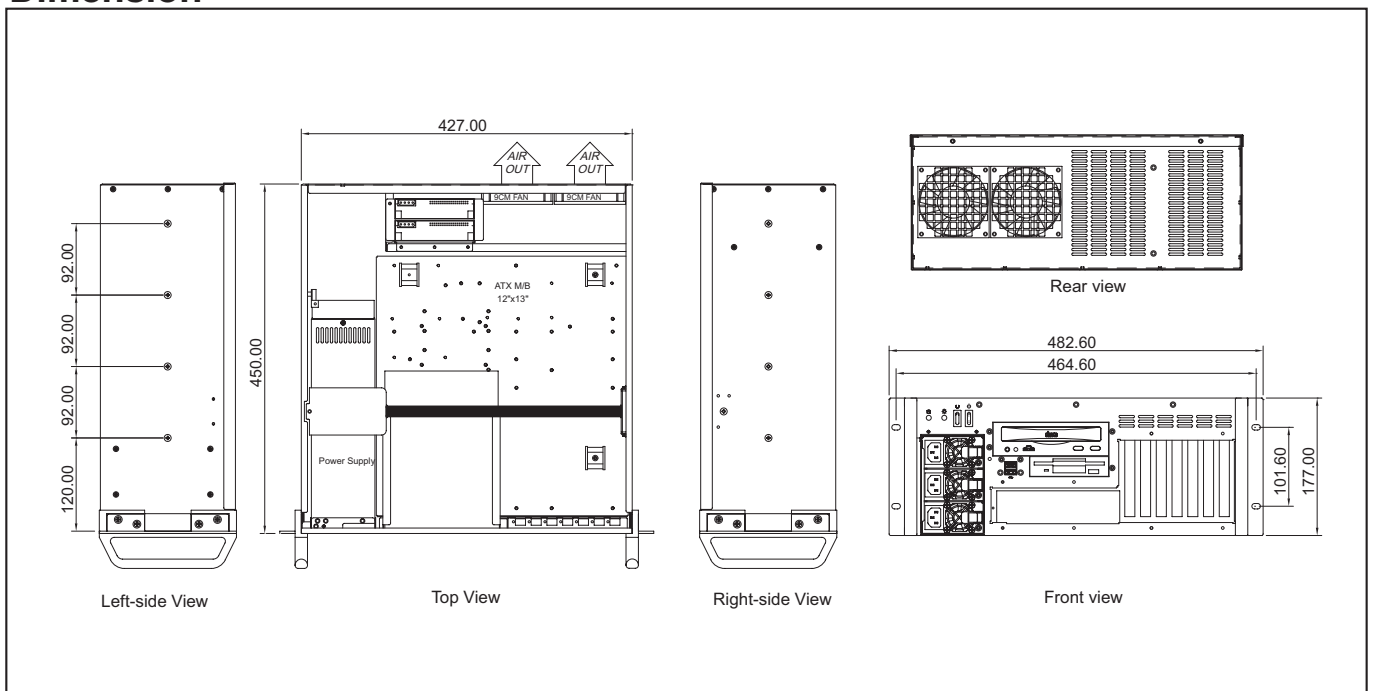 427.00
AIR
OUT
AIR
OUT
9CM FAN
9CM FAN
92.00
92.00
92.00
120.00
450.00
ATX M/B
12"x13"
Power Supply
Left-side View
Top View
Right-side View
Rear view
482.60
464.60
101.60
177.00
Front view